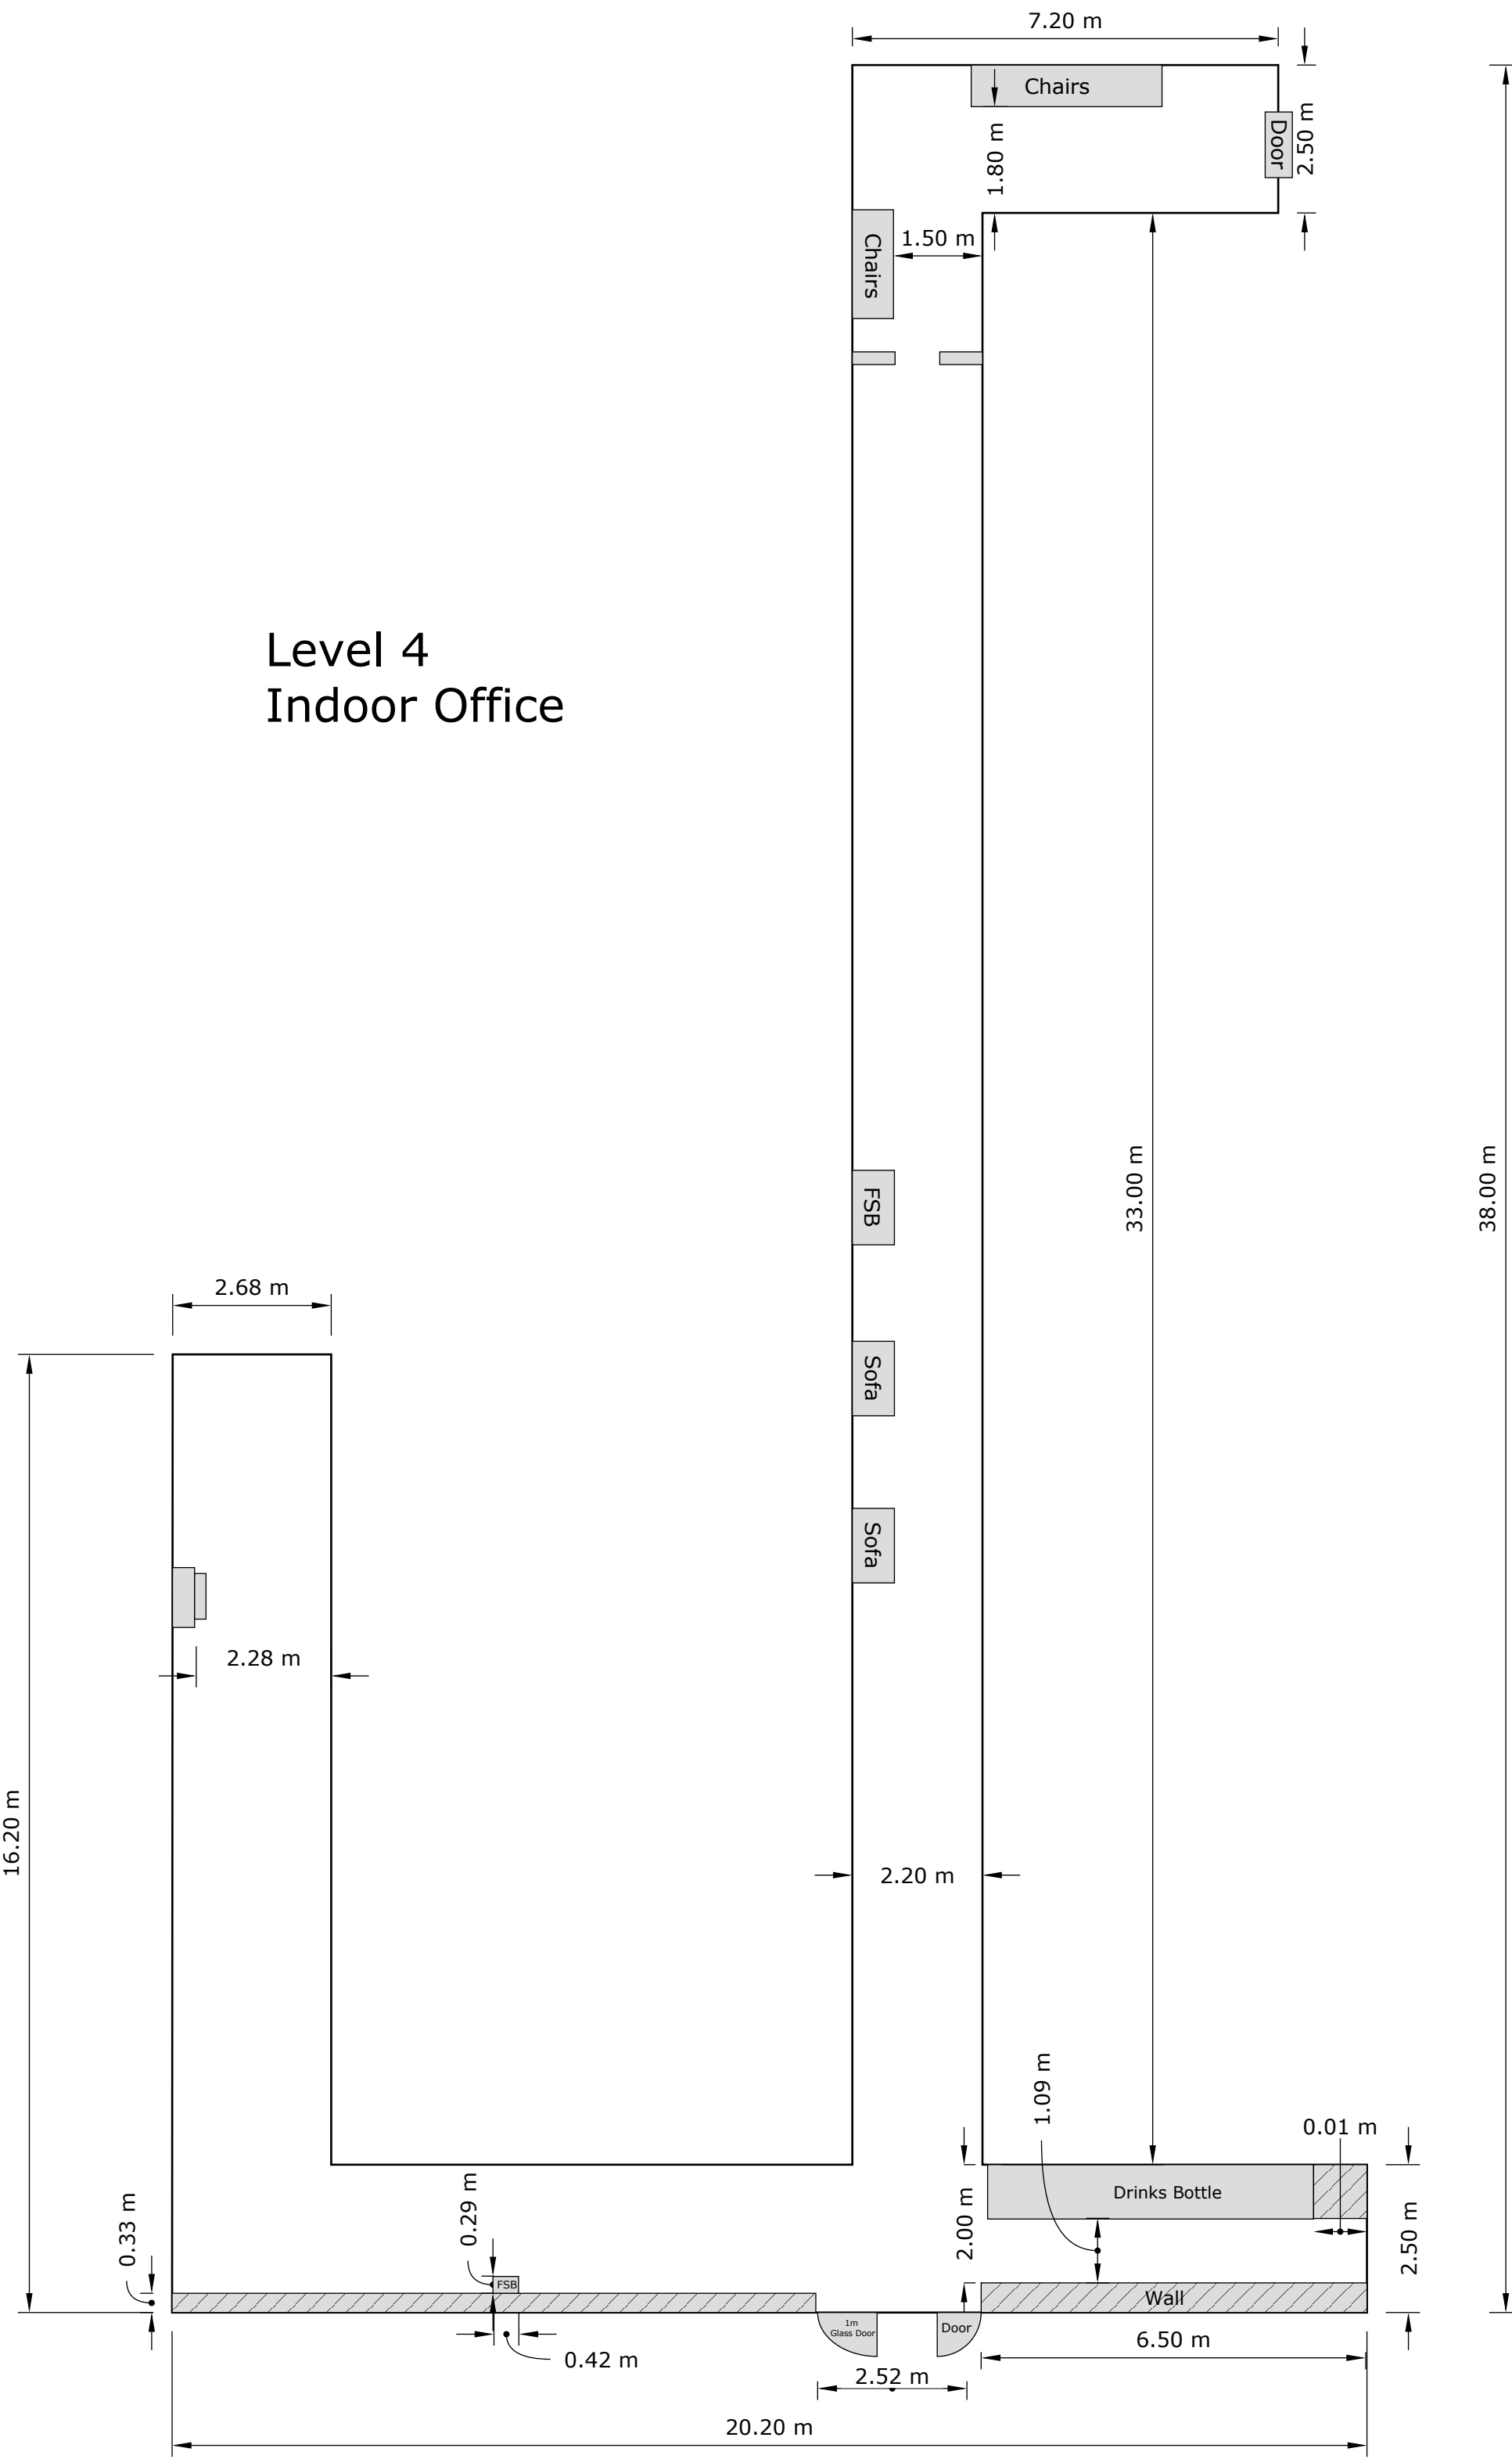 7.20 m
Chairs
1.80 m
Door
2.50 m
Chairs
1.50 m
Level 4
Indoor Office
33.00 m
38.00 m
FSB
2.68 m
Sofa
Sofa
2.28 m
16.20 m
2.20 m
1.09 m
0.01 m
Drinks Bottle
0.33 m
0.29 m
2.00 m
2.50 m
FSB
Wall
1m
Glass Door
Door
6.50 m
0.42 m
2.52 m
20.20 m